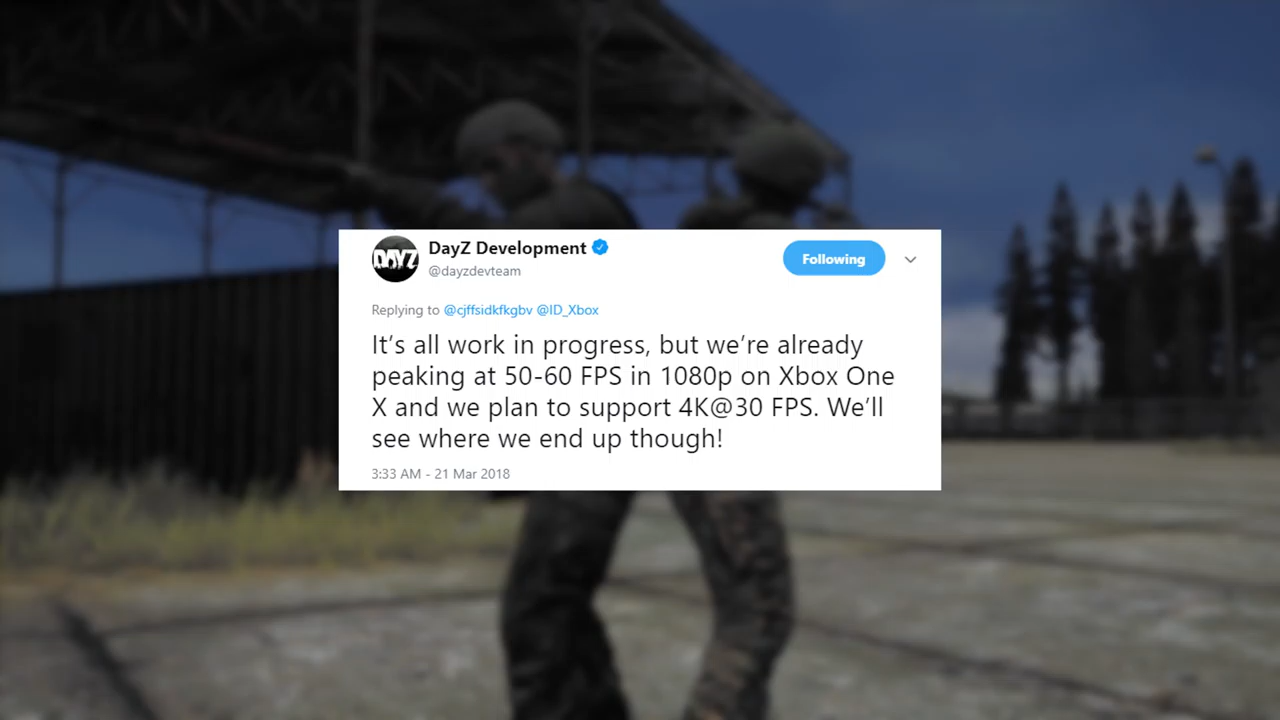 DAYZ
DayZ Development
@dayzdevteam
Following
Replying to @cjffsidkfkgbv @ID_Xbox
It’s all work in progress, but we’re already
peaking at 50-60 FPS in 1080p on Xbox One
X and we plan to support 4K@30 FPS. We’ll
see where we end up though!
3:33 AM - 21 Mar 2018